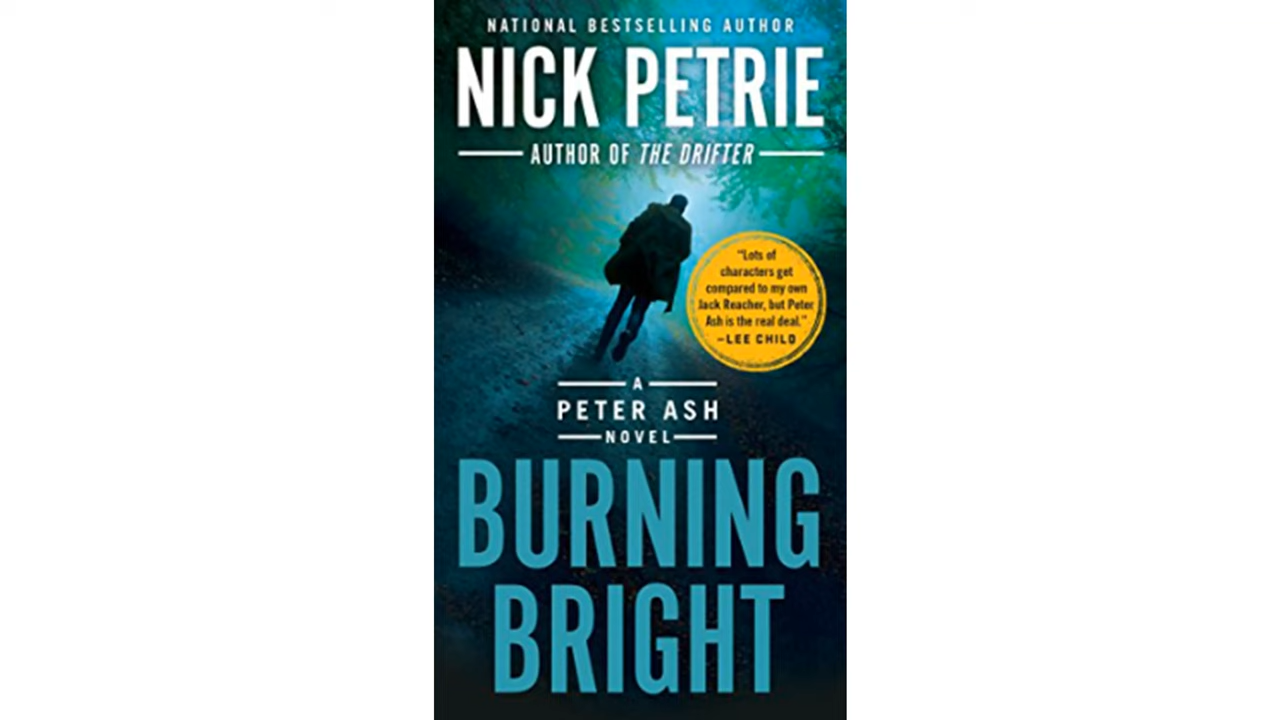 NATIONAL BESTSELLING AUTHOR
NICK PETRIE
AUTHOR OF THE DRIFTER
"Lots of
characters get
compared to my own
Jack Reacher, but Peter
Ash is the real deal."
—LEE CHILD
A
PETER ASH
NOVEL
BURNING
BRIGHT